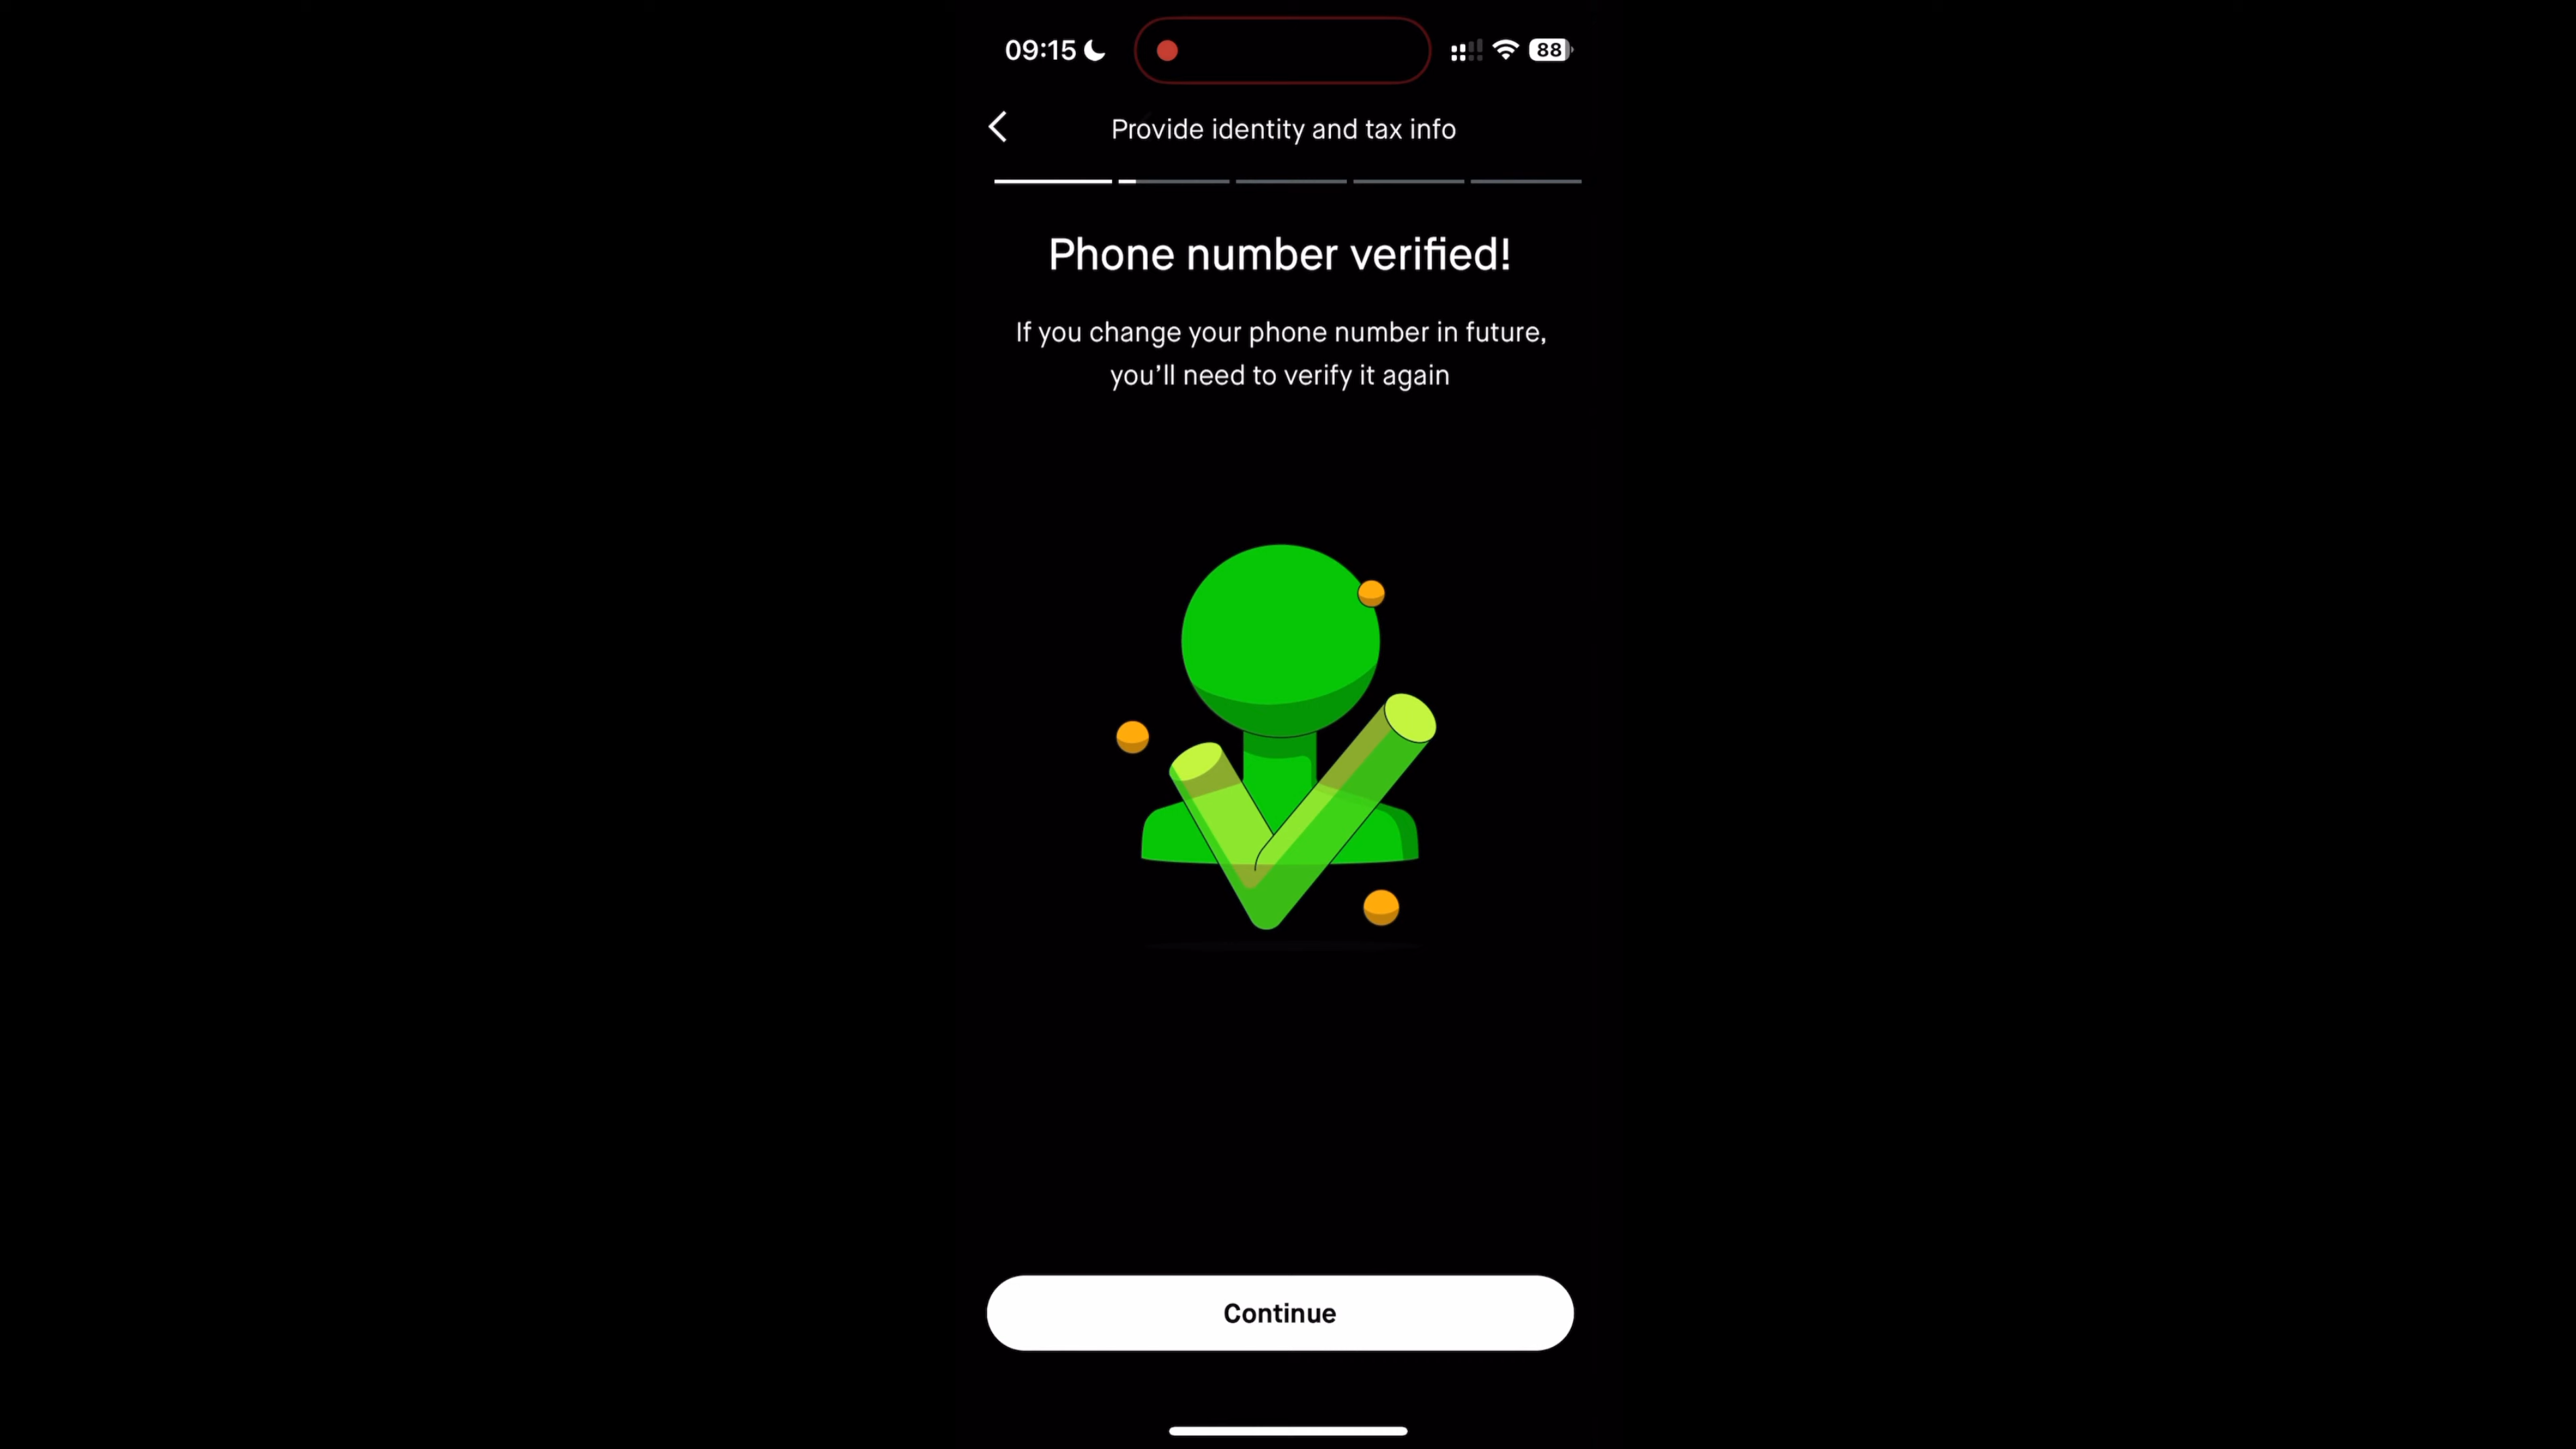 09:15
88
Provide identity and tax info
Phone number verified!
If you change your phone number in future,
you’ll need to verify it again
Continue